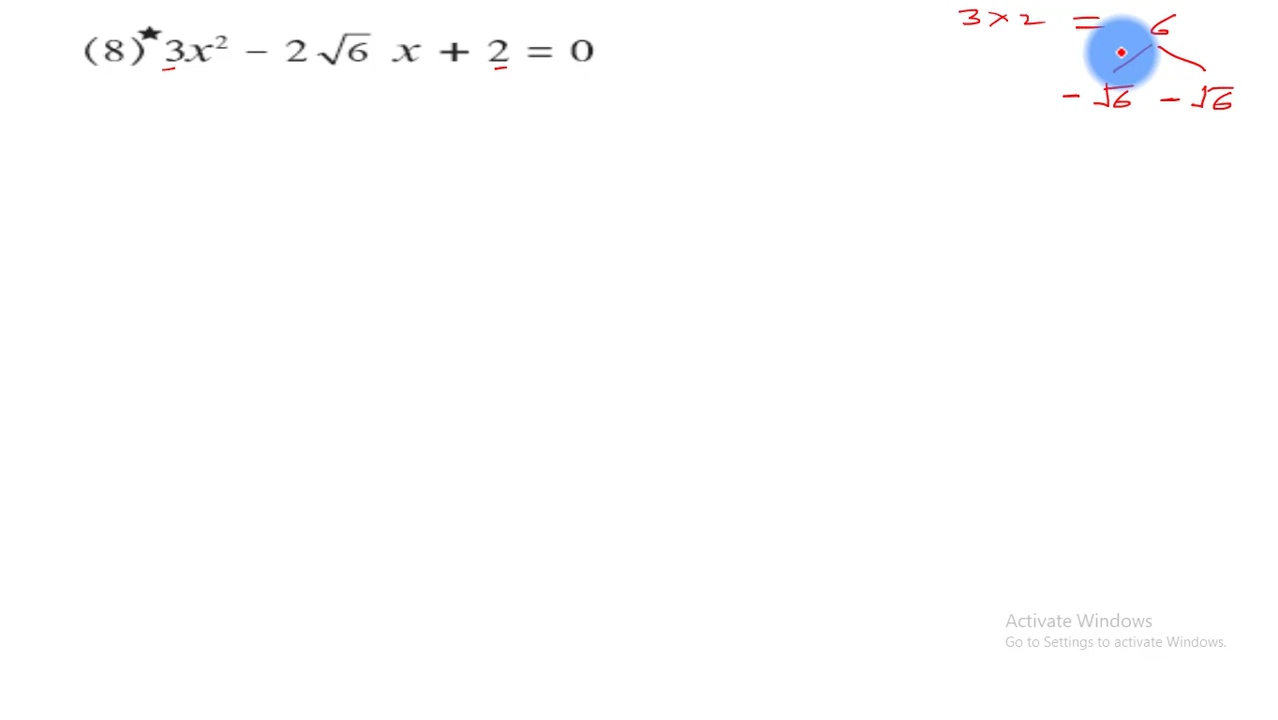 (8)★3x² − 2√6 x + 2 = 0
3 × 2 = 6
- √6 - √6
Activate Windows
Go to Settings to activate Windows.